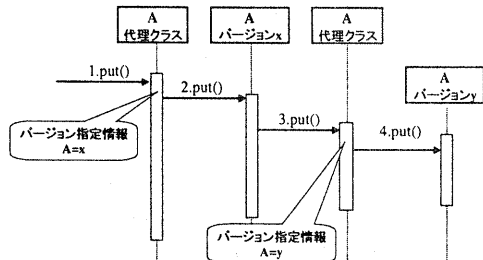 A
代理クラス
A
バージョンx
A
代理クラス
A
バージョンy
1.put()
2.put()
3.put()
4.put()
バージョン指定情報
A=x
バージョン指定情報
A=y